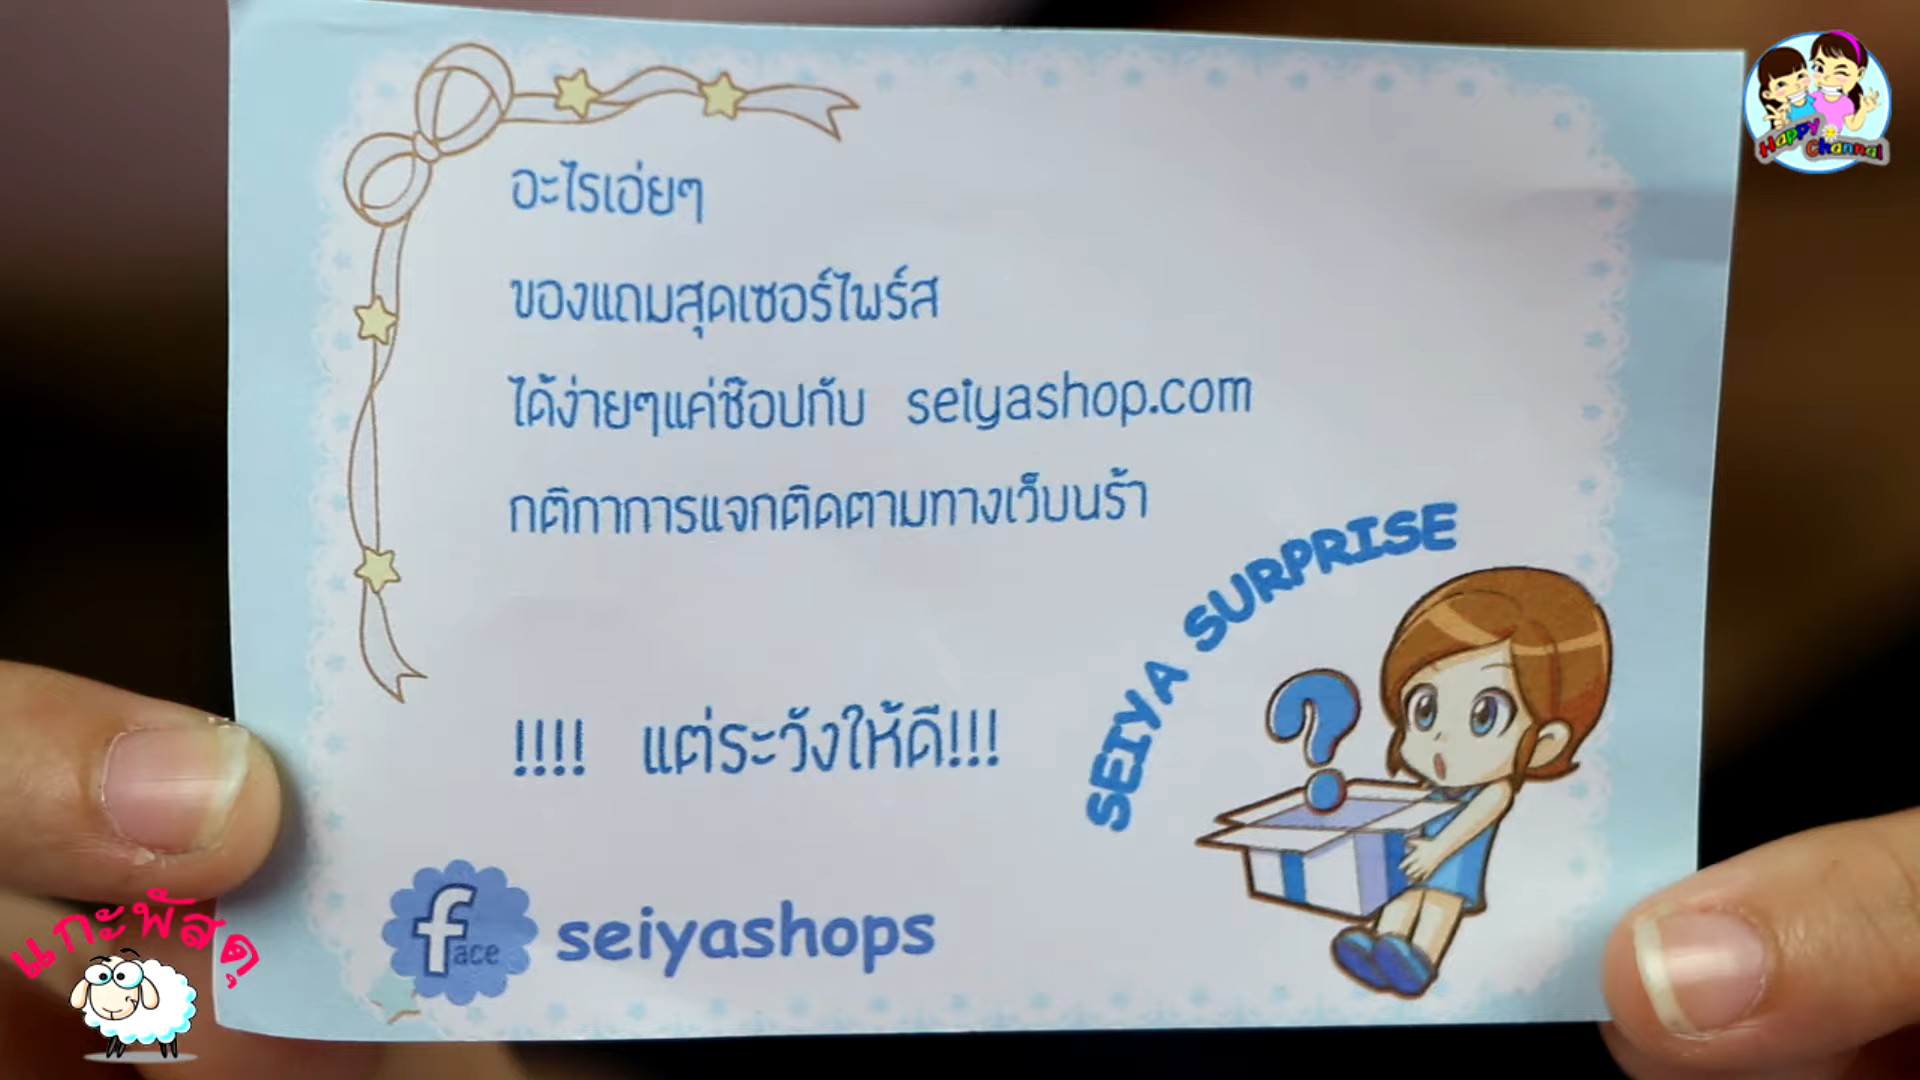 อะไรเอ่ยๆ
ของแถมสุดเซอร์ไพร์ส
ได้ง่ายๆแค่ช๊อปกับ seiyashop.com
กติกาการแจกติดตามทางเว็บนร้า
SEIYA SURPRISE
?
!!!! แต่ระวังให้ดี!!!
face seiyashops
Happy Channal
แกะพัสดุ